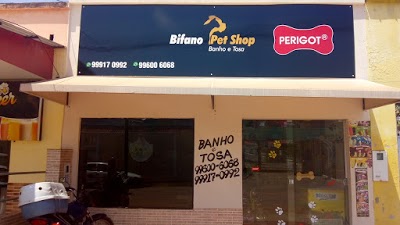 Bifano Pet Shop
Banho e Tosa
PERIGOT®
99917 0992 99600 6068
BANHO
e
TOSA
99600-6068
99917-0992